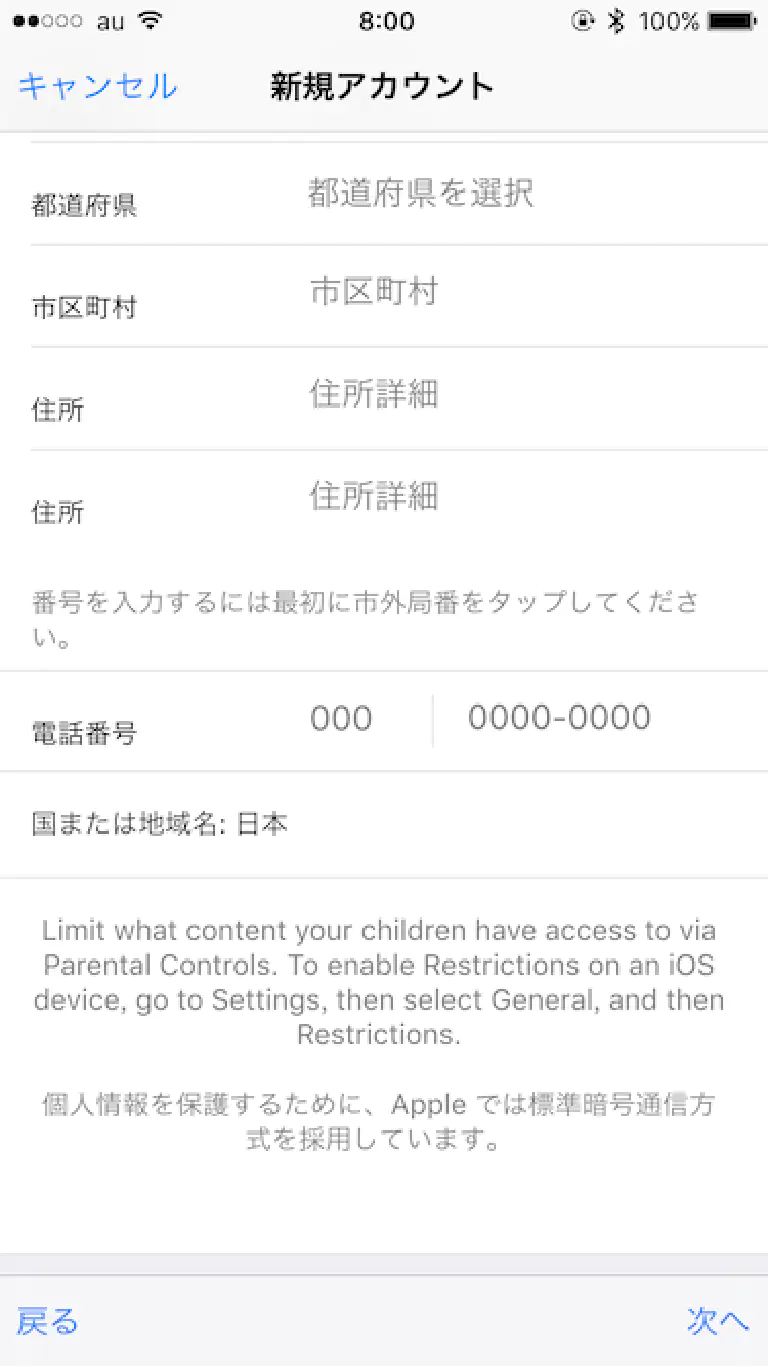 au 8:00 100%
キャンセル 新規アカウント
都道府県 都道府県を選択
市区町村 市区町村
住所 住所詳細
住所 住所詳細
番号を入力するには最初に市外局番をタップしてくださ
い。
電話番号 000 0000-0000
国または地域名: 日本
Limit what content your children have access to via
Parental Controls. To enable Restrictions on an iOS
device, go to Settings, then select General, and then
Restrictions.
個人情報を保護するために、Apple では標準暗号通信方
式を採用しています。
戻る 次へ